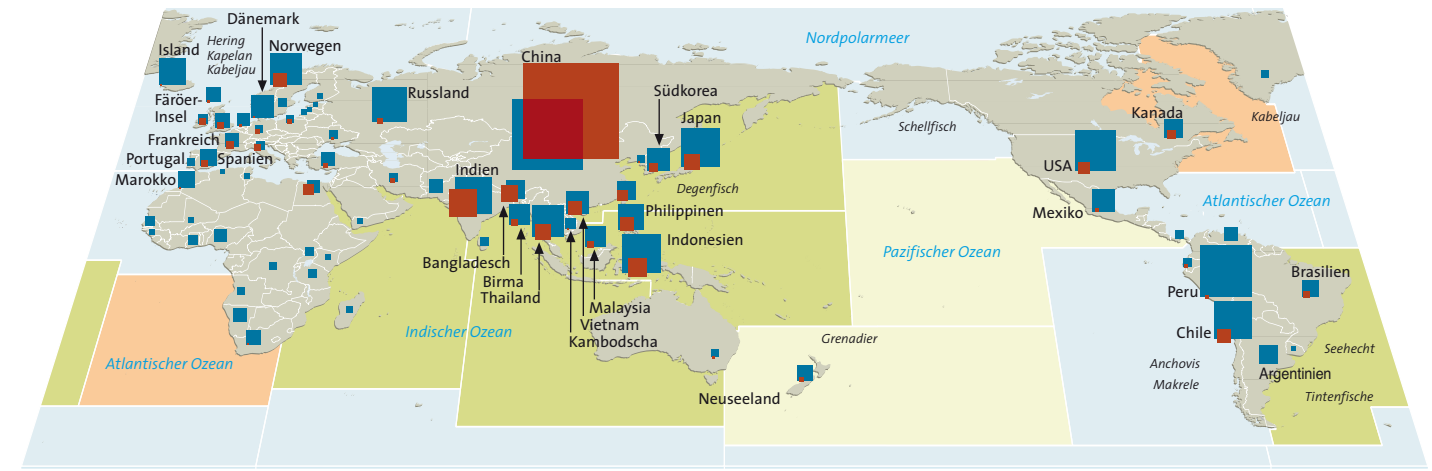 Dänemark
Hering
Kapelan
Kabeljau
Island
Norwegen
Nordpolarmeer
China
Färöer-
Insel
Russland
Südkorea
Japan
Schellfisch
Kanada
Kabeljau
Frankreich
Portugal
Spanien
Marokko
Indien
Degenfisch
USA
Mexiko
Atlantischer Ozean
Philippinen
Indonesien
Pazifischer Ozean
Bangladesch
Birma
Thailand
Malaysia
Vietnam
Kambodscha
Brasilien
Peru
Chile
Indischer Ozean
Atlantischer Ozean
Grenadier
Anchovis
Makrele
Seehecht
Argentinien
Tintenfische
Neuseeland